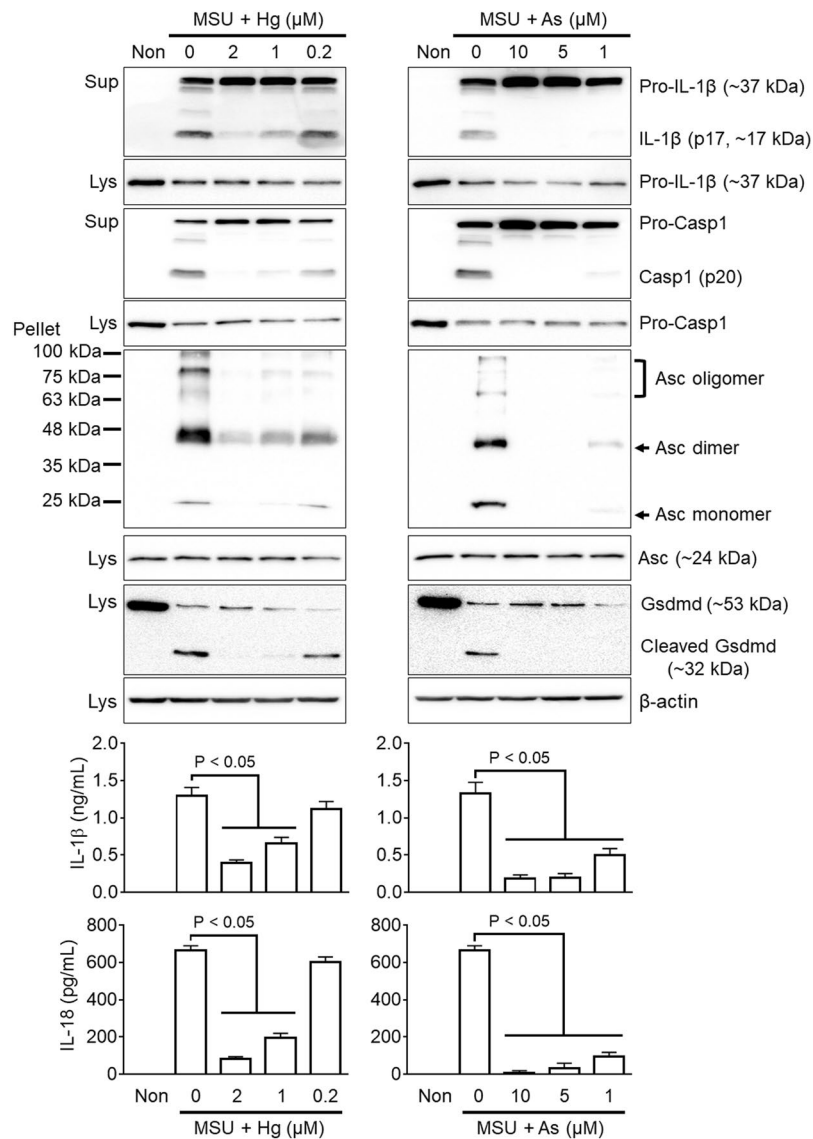 MSU + Hg (µM) MSU + As (µM)
Non 0 2 1 0.2 Non 0 10 5 1
Sup Pro-IL-1β (~37 kDa)
IL-1β (p17, ~17 kDa)
Lys Pro-IL-1β (~37 kDa)
Sup Pro-Casp1
Casp1 (p20)
Lys Pro-Casp1
Pellet
100 kDa
75 kDa Asc oligomer
63 kDa
48 kDa Asc dimer
35 kDa
25 kDa Asc monomer
Lys Asc (~24 kDa)
Lys Gsdmd (~53 kDa)
Cleaved Gsdmd
(~32 kDa)
Lys β-actin
IL-1β (ng/mL)
2.0 2.0
P < 0.05 P < 0.05
1.5 1.5
1.0 1.0
0.5 0.5
0.0 0.0
IL-18 (pg/mL)
800 800
P < 0.05 P < 0.05
600 600
400 400
200 200
0 0
Non 0 2 1 0.2 Non 0 10 5 1
MSU + Hg (µM) MSU + As (µM)